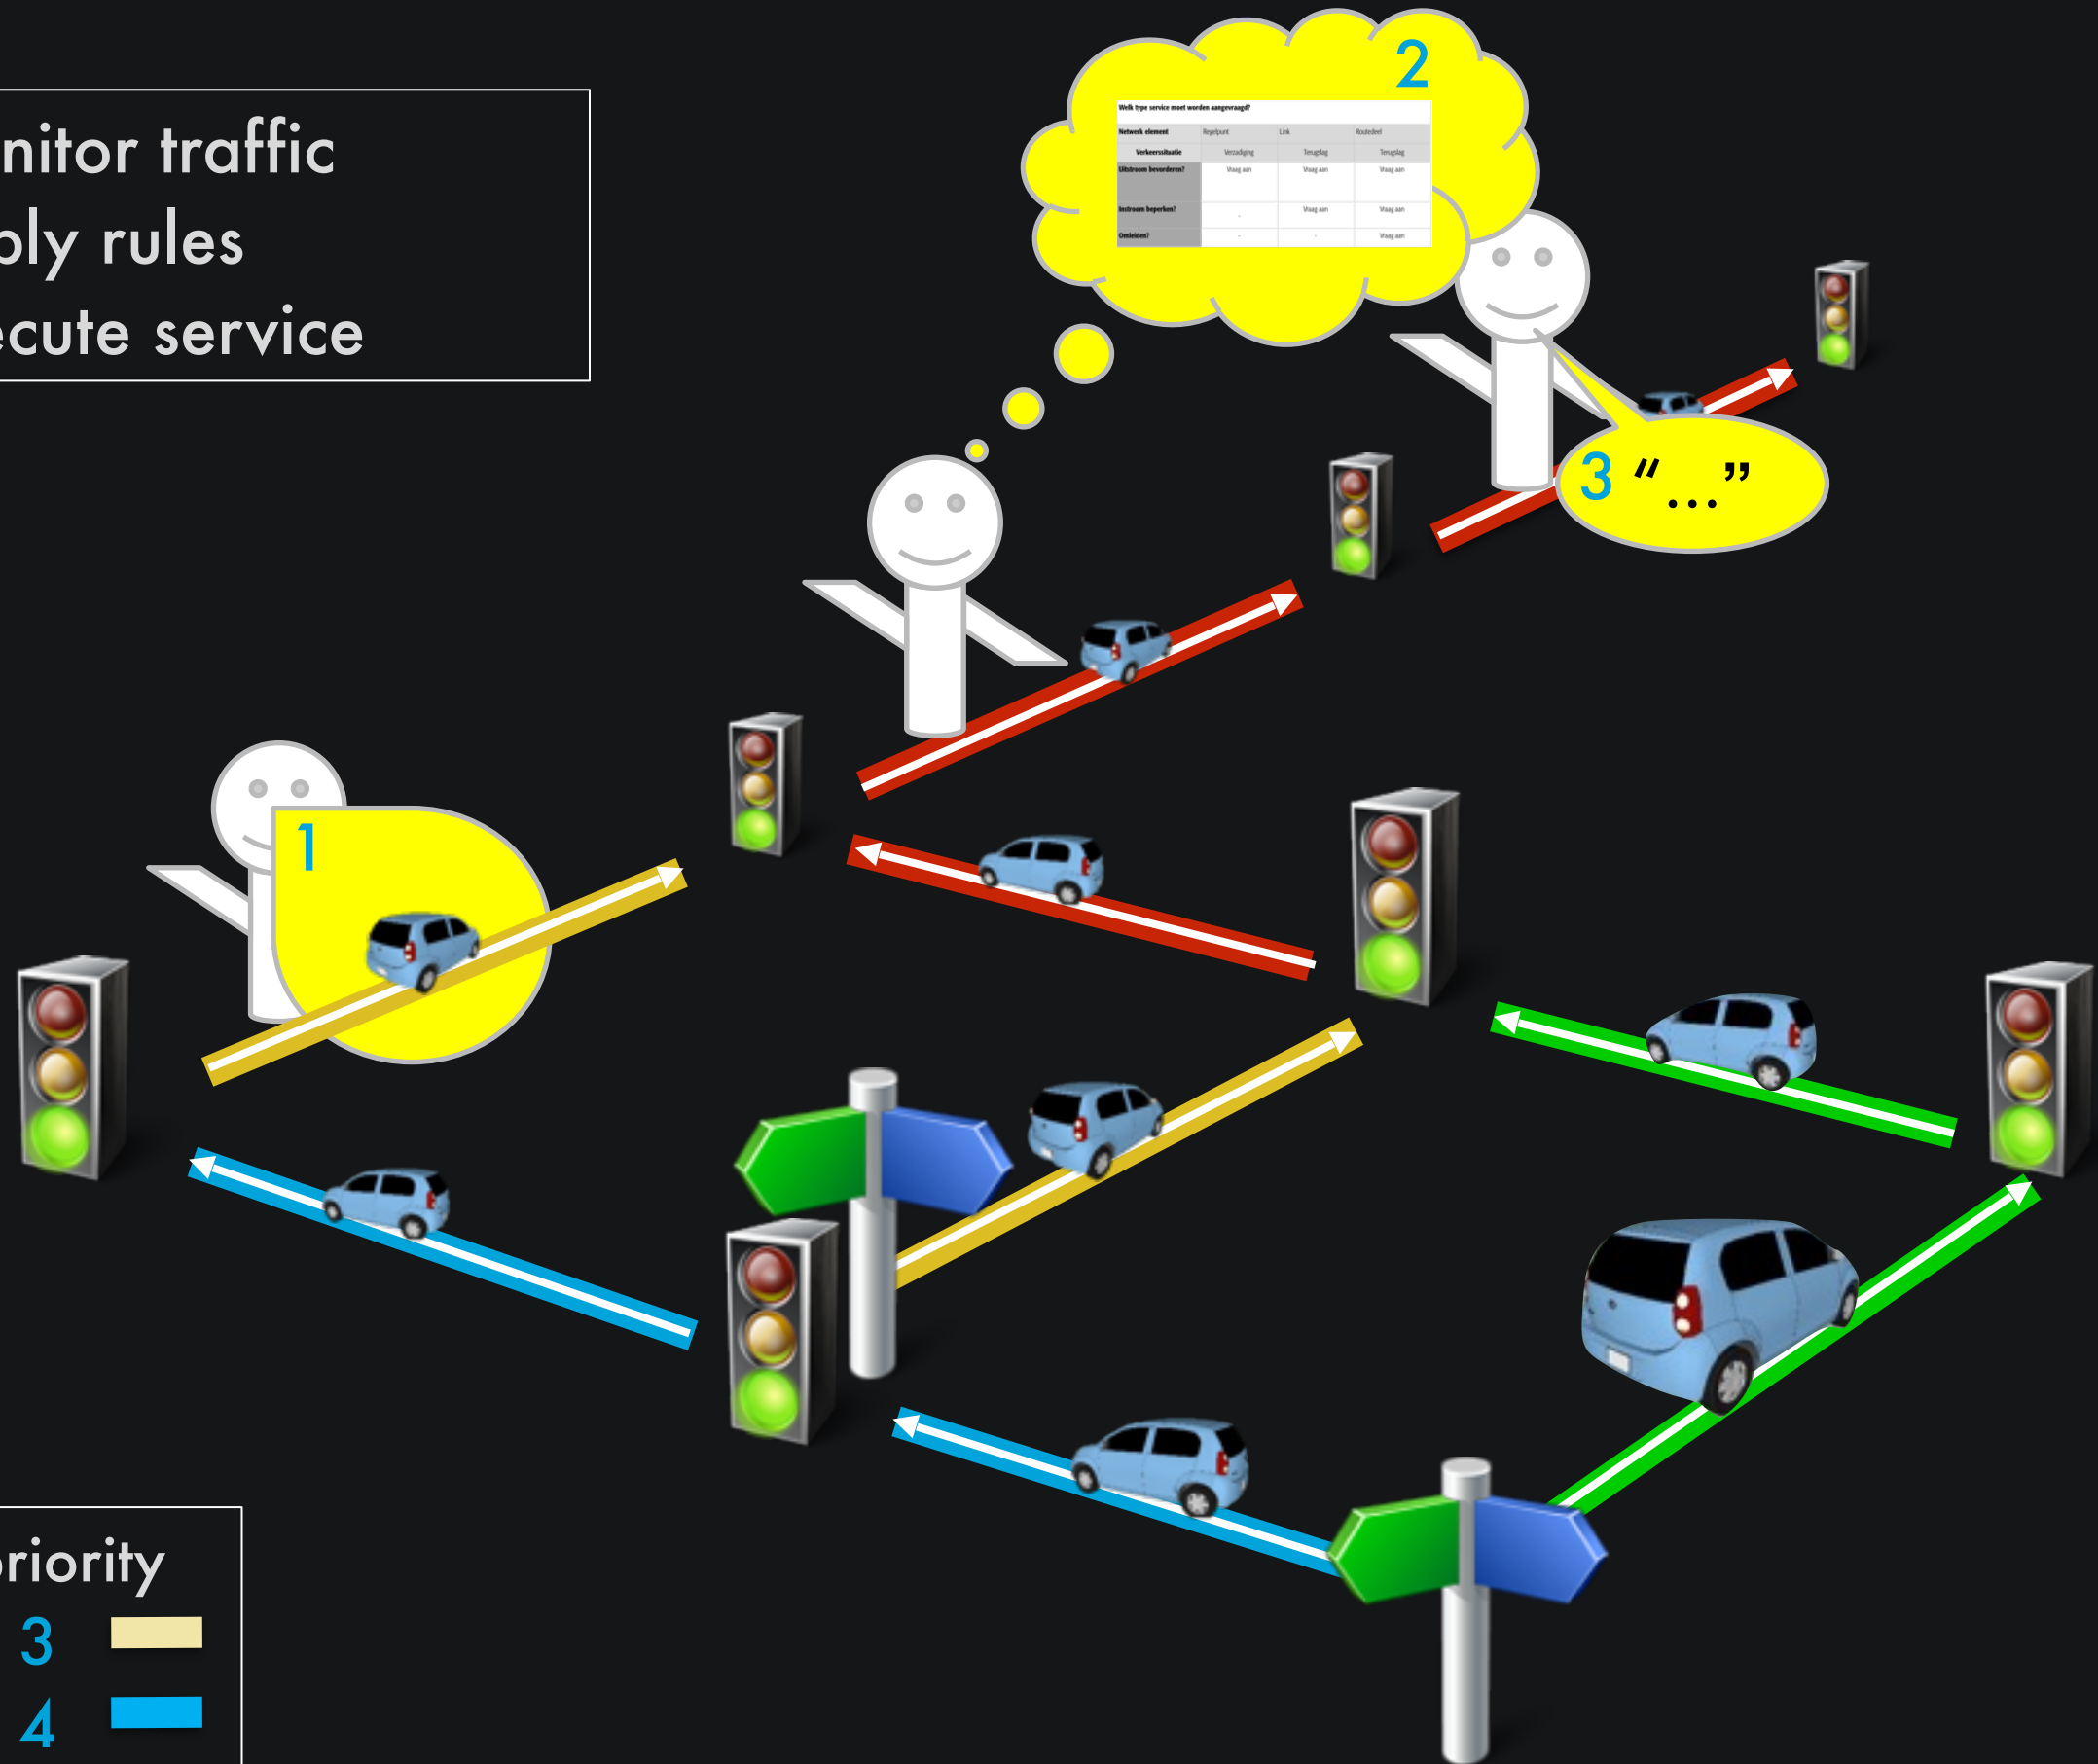 nitor traffic
ply rules
ecute service
2
Welk type service moet worden aangevraagd?
Netwerk element Regelpunt Link Routedeel
Verkeerssituatie Verzadiging Terugslag Terugslag
Uitstroom bevorderen? Vraag aan Vraag aan Vraag aan
Instroom beperken? - Vraag aan Vraag aan
Omleiden? - - Vraag aan
3 “...”
1
priority
3
4